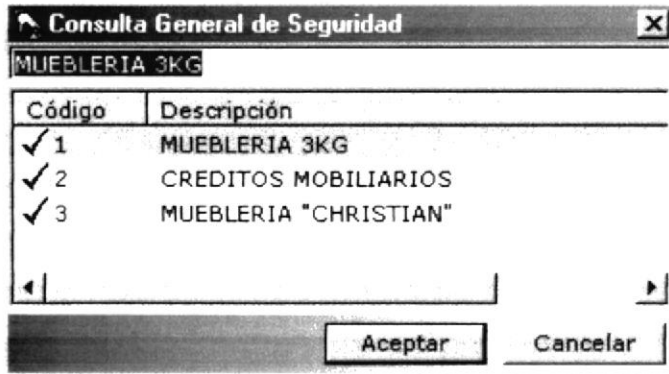 Consulta General de Seguridad
MUEBLERIA 3KG
Código Descripción
1 MUEBLERIA 3KG
2 CREDITOS MOBILIARIOS
3 MUEBLERIA "CHRISTIAN"
Aceptar Cancelar